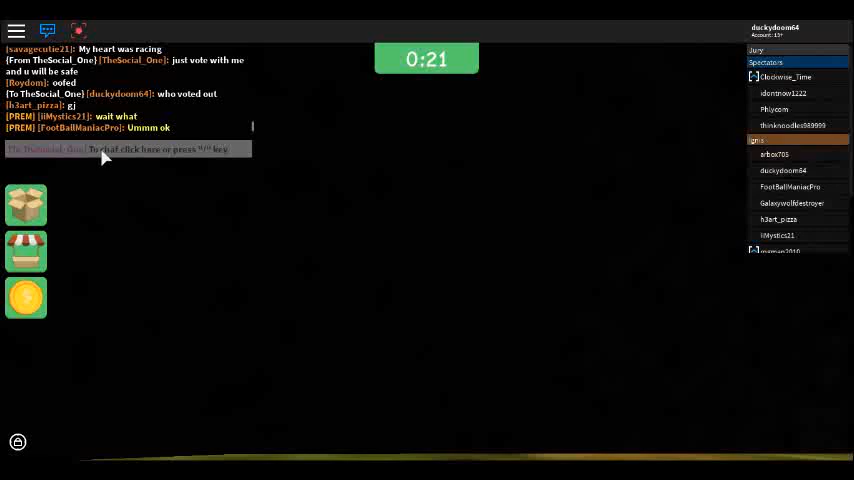 duckydoom64
Account: 13+
[savagecutie21]: My heart was racing
{From TheSocial_One} [TheSocial_One]: just vote with me
and u will be safe
[Roydom]: oofed
{To TheSocial_One} [duckydoom64]: who voted out
[h3art_pizza]: gj
[PREM] [iiMystics21]: wait what
[PREM] [FootBallManiacPro]: Ummm ok
[To TheSocial_One] To chat click here or press "/" key
0:21
Jury
Spectators
Clockwise_Time
idontnow1222
Phlycom
thinknoodles989999
Ignis
arbox705
duckydoom64
FootBallManiacPro
Galaxywolfdestroyer
h3art_pizza
iiMystics21